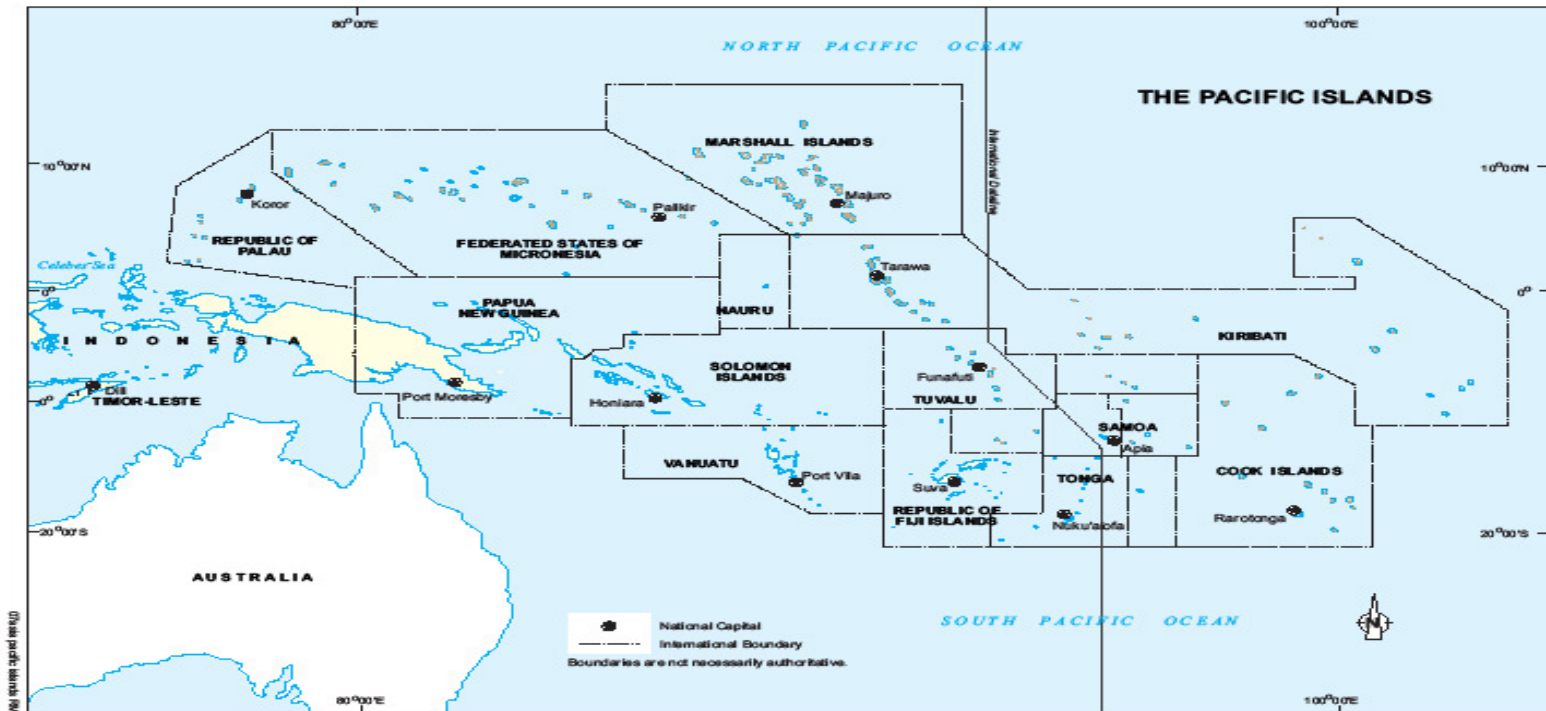 80°00'E
100°00'E
NORTH PACIFIC OCEAN
THE PACIFIC ISLANDS
International Dateline
MARSHALL ISLANDS
10°00'N
10°00'N
Majuro
Koror
Palikir
REPUBLIC OF
PALAU
FEDERATED STATES OF
MICRONESIA
Celebes Sea
Tarawa
0°
0°
PAPUA
NEW GUINEA
NAURU
KIRIBATI
INDONESIA
SOLOMON
ISLANDS
Funafuti
Dili
TIMOR-LESTE
0°
Port Moresby
Honiara
TUVALU
SAMOA
Apia
VANUATU
Port Vila
Suva
TONGA
COOK ISLANDS
REPUBLIC OF
FIJI ISLANDS
Nuku'alofa
Rarotonga
20°00'S
20°00'S
AUSTRALIA
National Capital
International Boundary
Boundaries are not necessarily authoritative.
SOUTH PACIFIC OCEAN
N
80°00'E
100°00'E